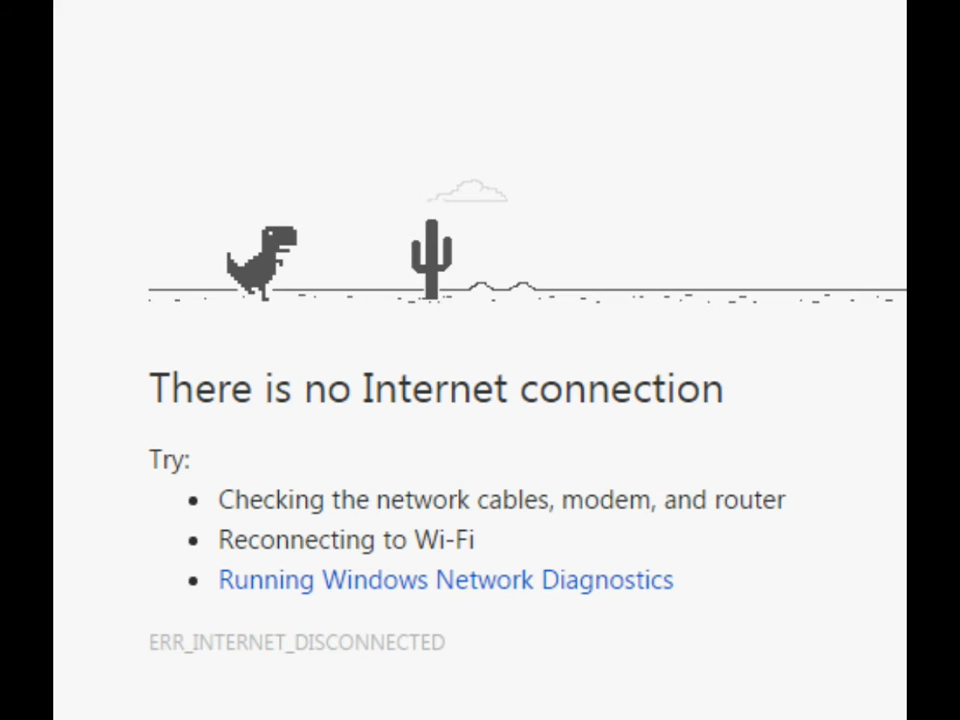 There is no Internet connection
Try:
Checking the network cables, modem, and router
Reconnecting to Wi-Fi
Running Windows Network Diagnostics
ERR_INTERNET_DISCONNECTED